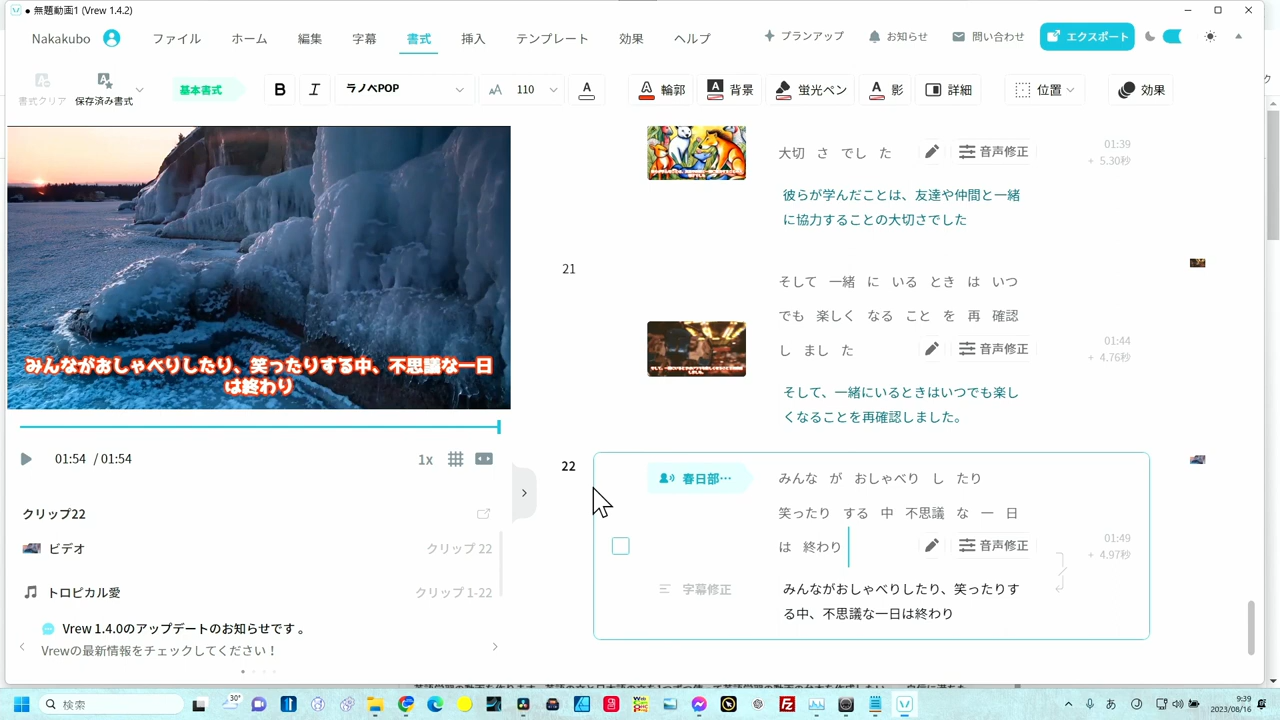 ● 無題動画1 (Vrew 1.4.2)
Nakakubo ファイル ホーム 編集 字幕 書式 挿入 テンプレート 効果 ヘルプ プランアップ お知らせ 問い合わせ エクスポート
書式クリア 保存済み書式 基本書式 B I ラノベPOP 110 A 輪郭 背景 蛍光ペン 影 詳細 位置 効果
大切 さ でし た 音声修正 01:39
+ 5.30秒
彼らが学んだことは、友達や仲間と一緒
に協力することの大切さでした
21
そして 一緒 に いる とき は いつ
でも 楽しく なる こと を 再 確認
し まし た 音声修正 01:44
+ 4.76秒
そして、一緒にいるときはいつでも楽し
くなることを再確認しました。
みんながおしゃべりしたり、笑ったりする中、不思議な一日
は終わり
01:54 / 01:54 1x
22 春日部… みんな が おしゃべり し たり
笑ったり する 中 不思議 な 一 日
は 終わり 音声修正 01:49
+ 4.97秒
字幕修正 みんながおしゃべりしたり、笑ったりす
る中、不思議な一日は終わり
クリップ22
ビデオ クリップ 22
トロピカル愛 クリップ 1-22
Vrew 1.4.0のアップデートのお知らせです 。
Vrewの最新情報をチェックしてください！
検索 30° あ 9:39
2023/08/16